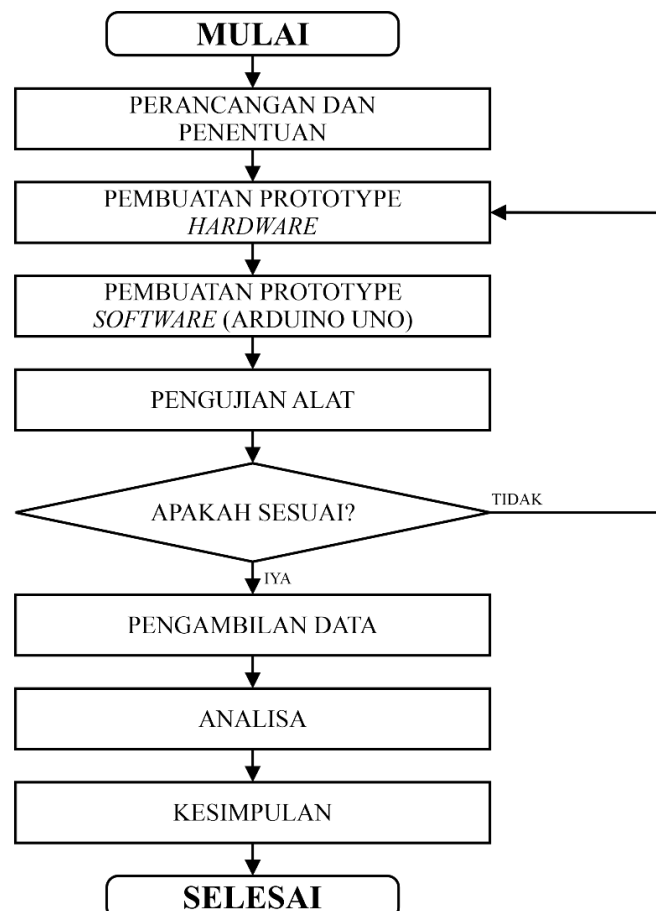 MULAI
PERANCANGAN DAN
PENENTUAN
PEMBUATAN PROTOTYPE
HARDWARE
PEMBUATAN PROTOTYPE
SOFTWARE (ARDUINO UNO)
PENGUJIAN ALAT
APAKAH SESUAI?
TIDAK
IYA
PENGAMBILAN DATA
ANALISA
KESIMPULAN
SELESAI